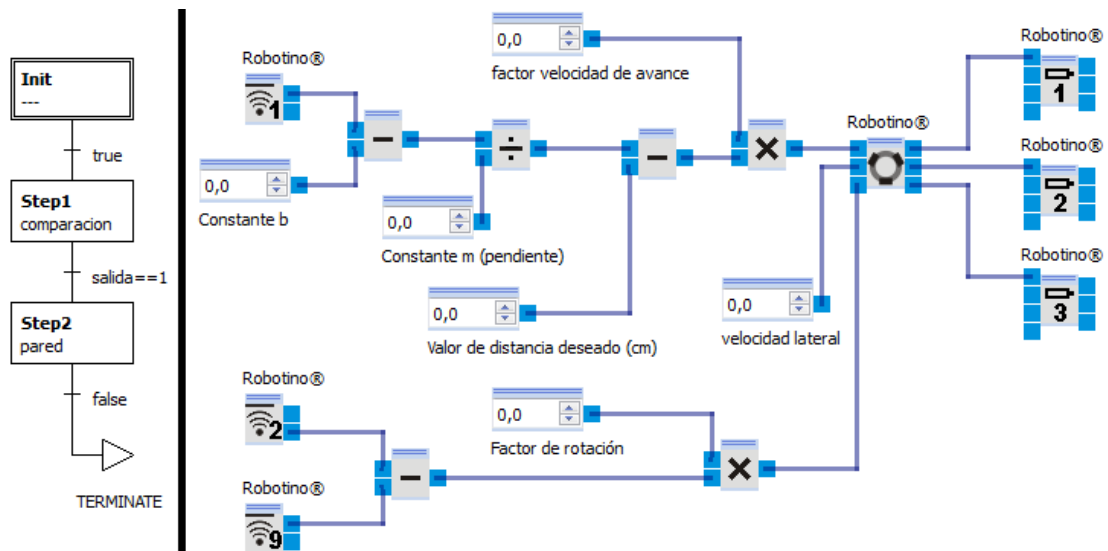 Init
---
true
Step1
comparacion
salida==1
Step2
pared
false
TERMINATE
Robotino®
1
0,0
Constante b
−
0,0
Constante m (pendiente)
÷
0,0
factor velocidad de avance
−
0,0
Valor de distancia deseado (cm)
×
0,0
velocidad lateral
Robotino®
Robotino®
1
Robotino®
2
Robotino®
3
Robotino®
2
Robotino®
9
−
0,0
Factor de rotación
×